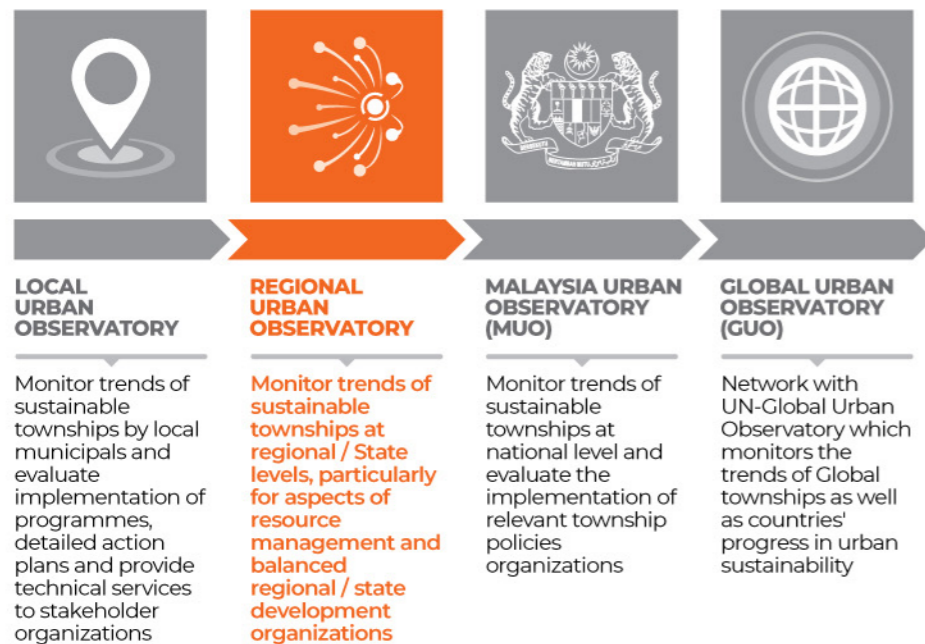 LOCAL
URBAN
OBSERVATORY
Monitor trends of
sustainable
townships by local
municipals and
evaluate
implementation of
programmes,
detailed action
plans and provide
technical services
to stakeholder
organizations
REGIONAL
URBAN
OBSERVATORY
Monitor trends of
sustainable
townships at
regional / State
levels, particularly
for aspects of
resource
management and
balanced
regional / state
development
organizations
MALAYSIA URBAN
OBSERVATORY
(MUO)
Monitor trends of
sustainable
townships at
national level and
evaluate the
implementation of
relevant township
policies
organizations
GLOBAL URBAN
OBSERVATORY
(GUO)
Network with
UN-Global Urban
Observatory which
monitors the
trends of Global
townships as well
as countries'
progress in urban
sustainability